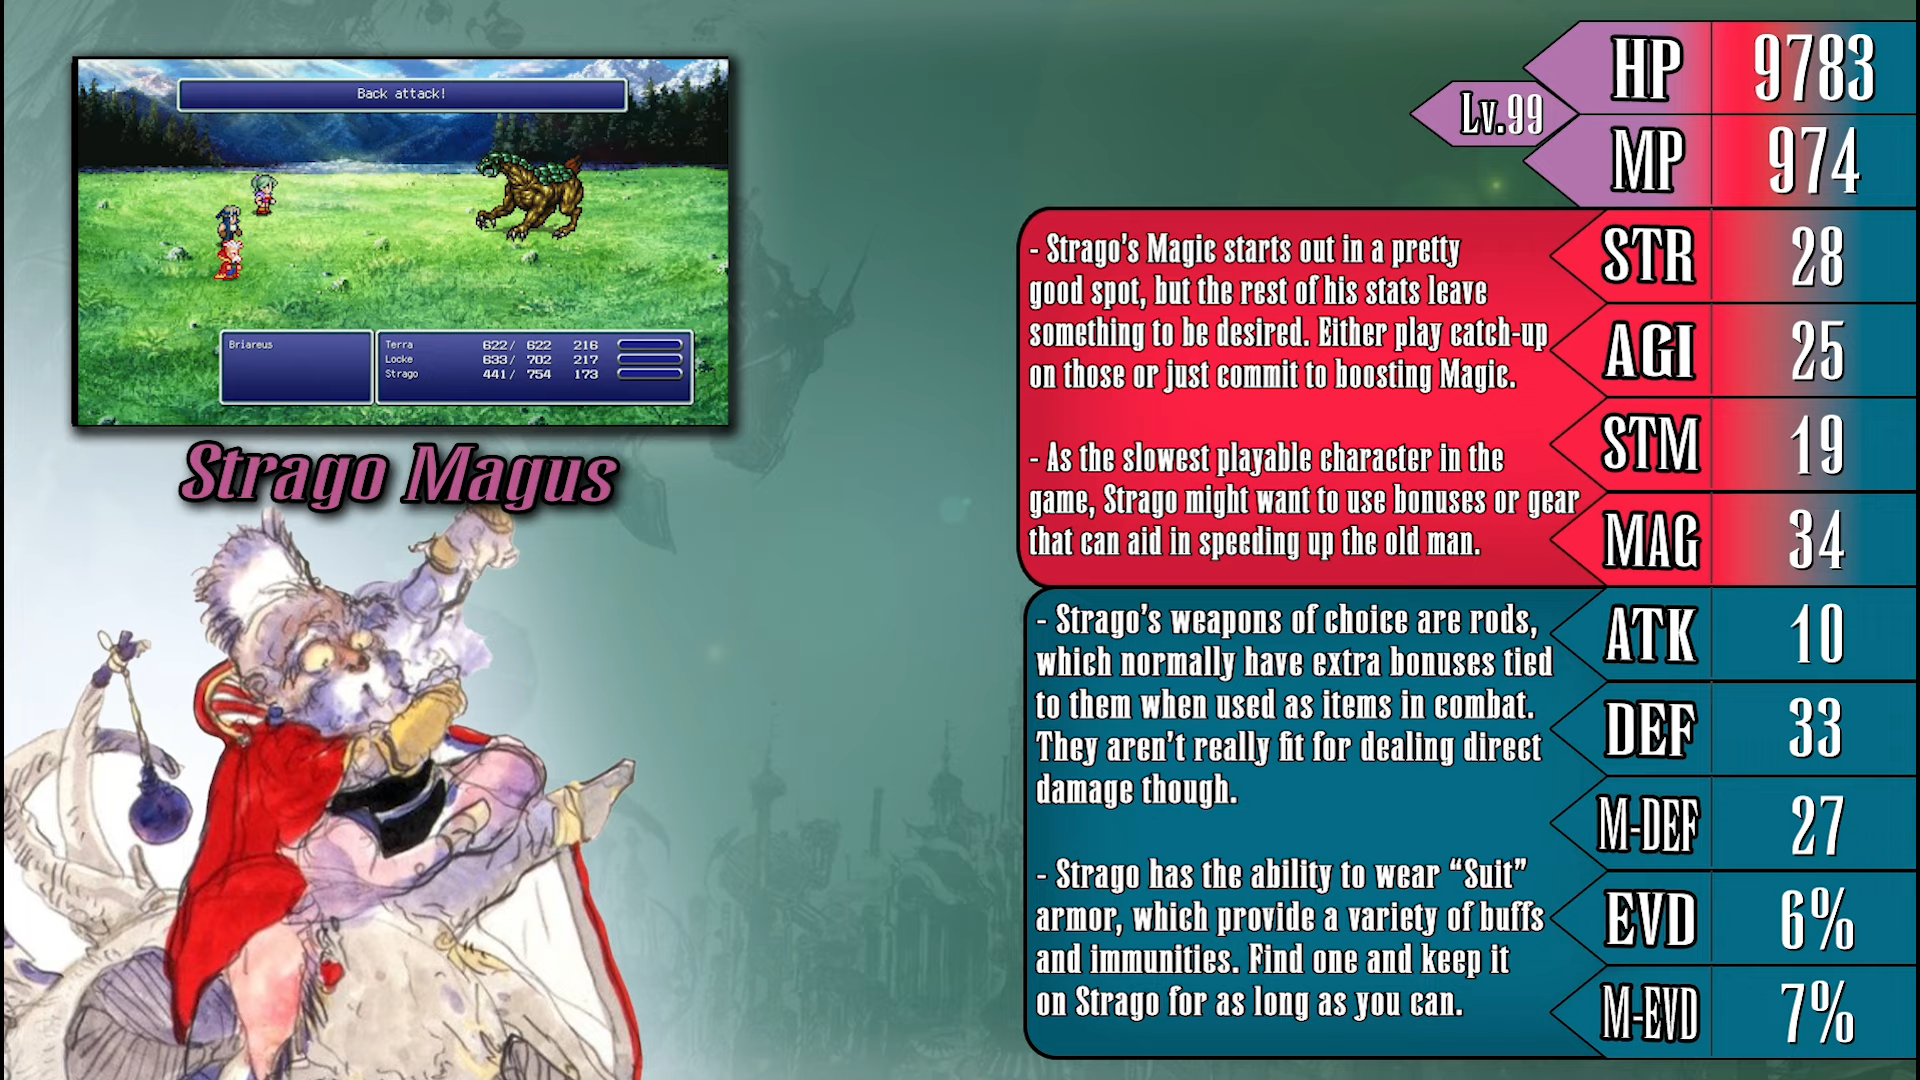 Back attack!
Briareus
Terra 622/ 622 216
Locke 633/ 702 217
Strago 441/ 754 173
Strago Magus
Lv.99
HP 9783
MP 974
- Strago's Magic starts out in a pretty
good spot, but the rest of his stats leave
something to be desired. Either play catch-up
on those or just commit to boosting Magic.
- As the slowest playable character in the
game, Strago might want to use bonuses or gear
that can aid in speeding up the old man.
STR 28
AGI 25
STM 19
MAG 34
- Strago's weapons of choice are rods,
which normally have extra bonuses tied
to them when used as items in combat.
They aren't really fit for dealing direct
damage though.
- Strago has the ability to wear “Suit”
armor, which provide a variety of buffs
and immunities. Find one and keep it
on Strago for as long as you can.
ATK 10
DEF 33
M-DEF 27
EVD 6%
M-EVD 7%